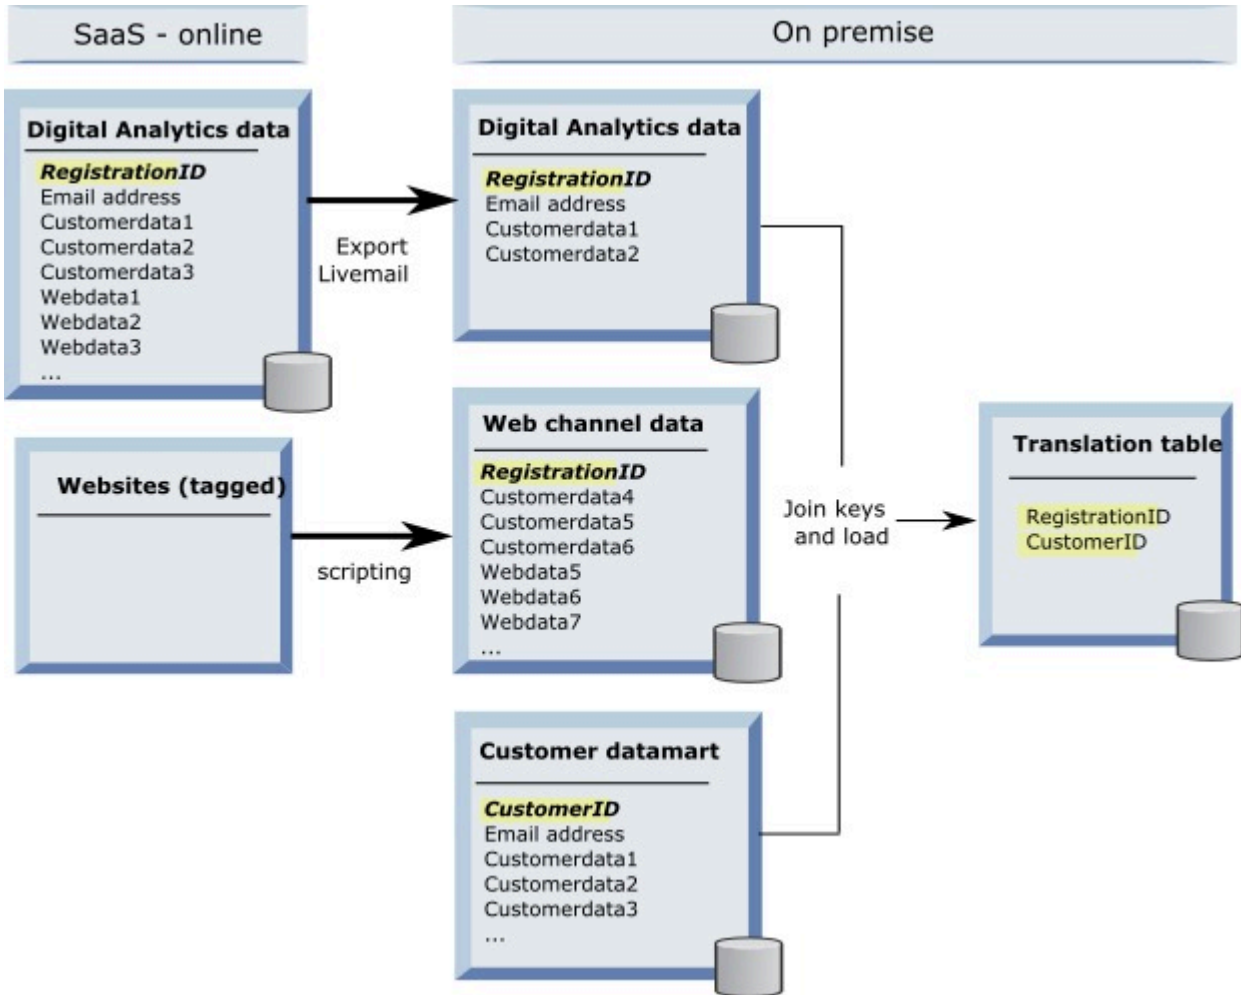 SaaS - online
On premise
Digital Analytics data
RegistrationID
Email address
Customerdata1
Customerdata2
Customerdata3
Webdata1
Webdata2
Webdata3
...
Export
Livemail
Digital Analytics data
RegistrationID
Email address
Customerdata1
Customerdata2
Websites (tagged)
scripting
Web channel data
RegistrationID
Customerdata4
Customerdata5
Customerdata6
Webdata5
Webdata6
Webdata7
...
Customer datamart
CustomerID
Email address
Customerdata1
Customerdata2
Customerdata3
...
Join keys
and load
Translation table
RegistrationID
CustomerID